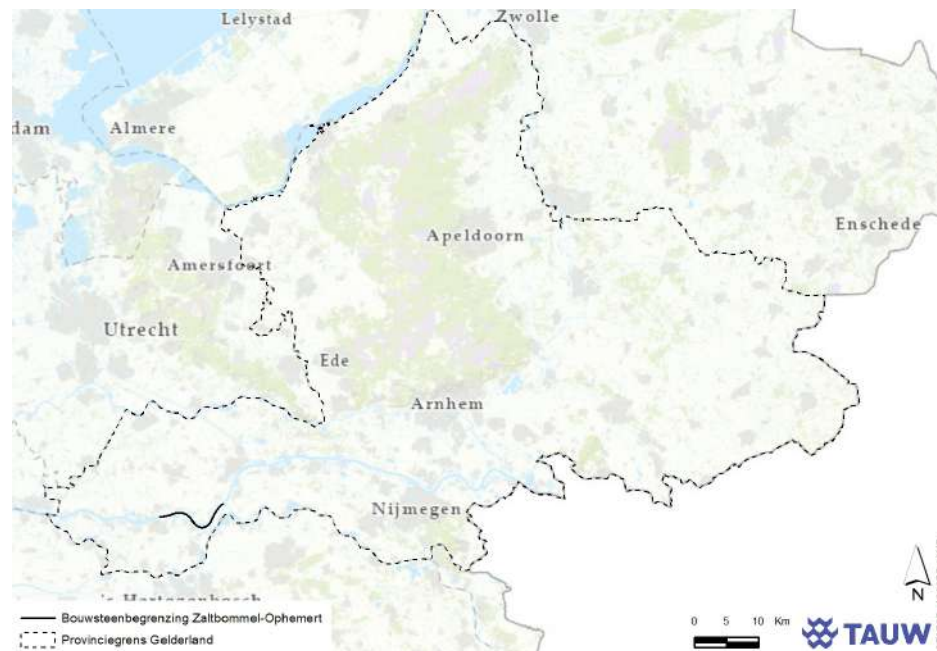 Lelystad
Zwolle
dam
Almere
Enschede
Apeldoorn
Amersfoort
Utrecht
Ede
Arnhem
Nijmegen
's Hertogenbosch
Bouwsteenbegrenzing Zaltbommel-Ophemert
Provinciegrens Gelderland
0 5 10 Km
N
TAUW